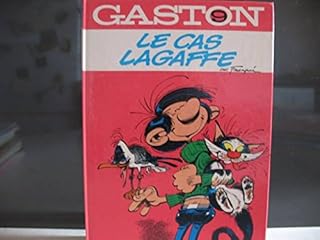 GASTON
9
LE CAS
LAGAFFE
PAR Franquin